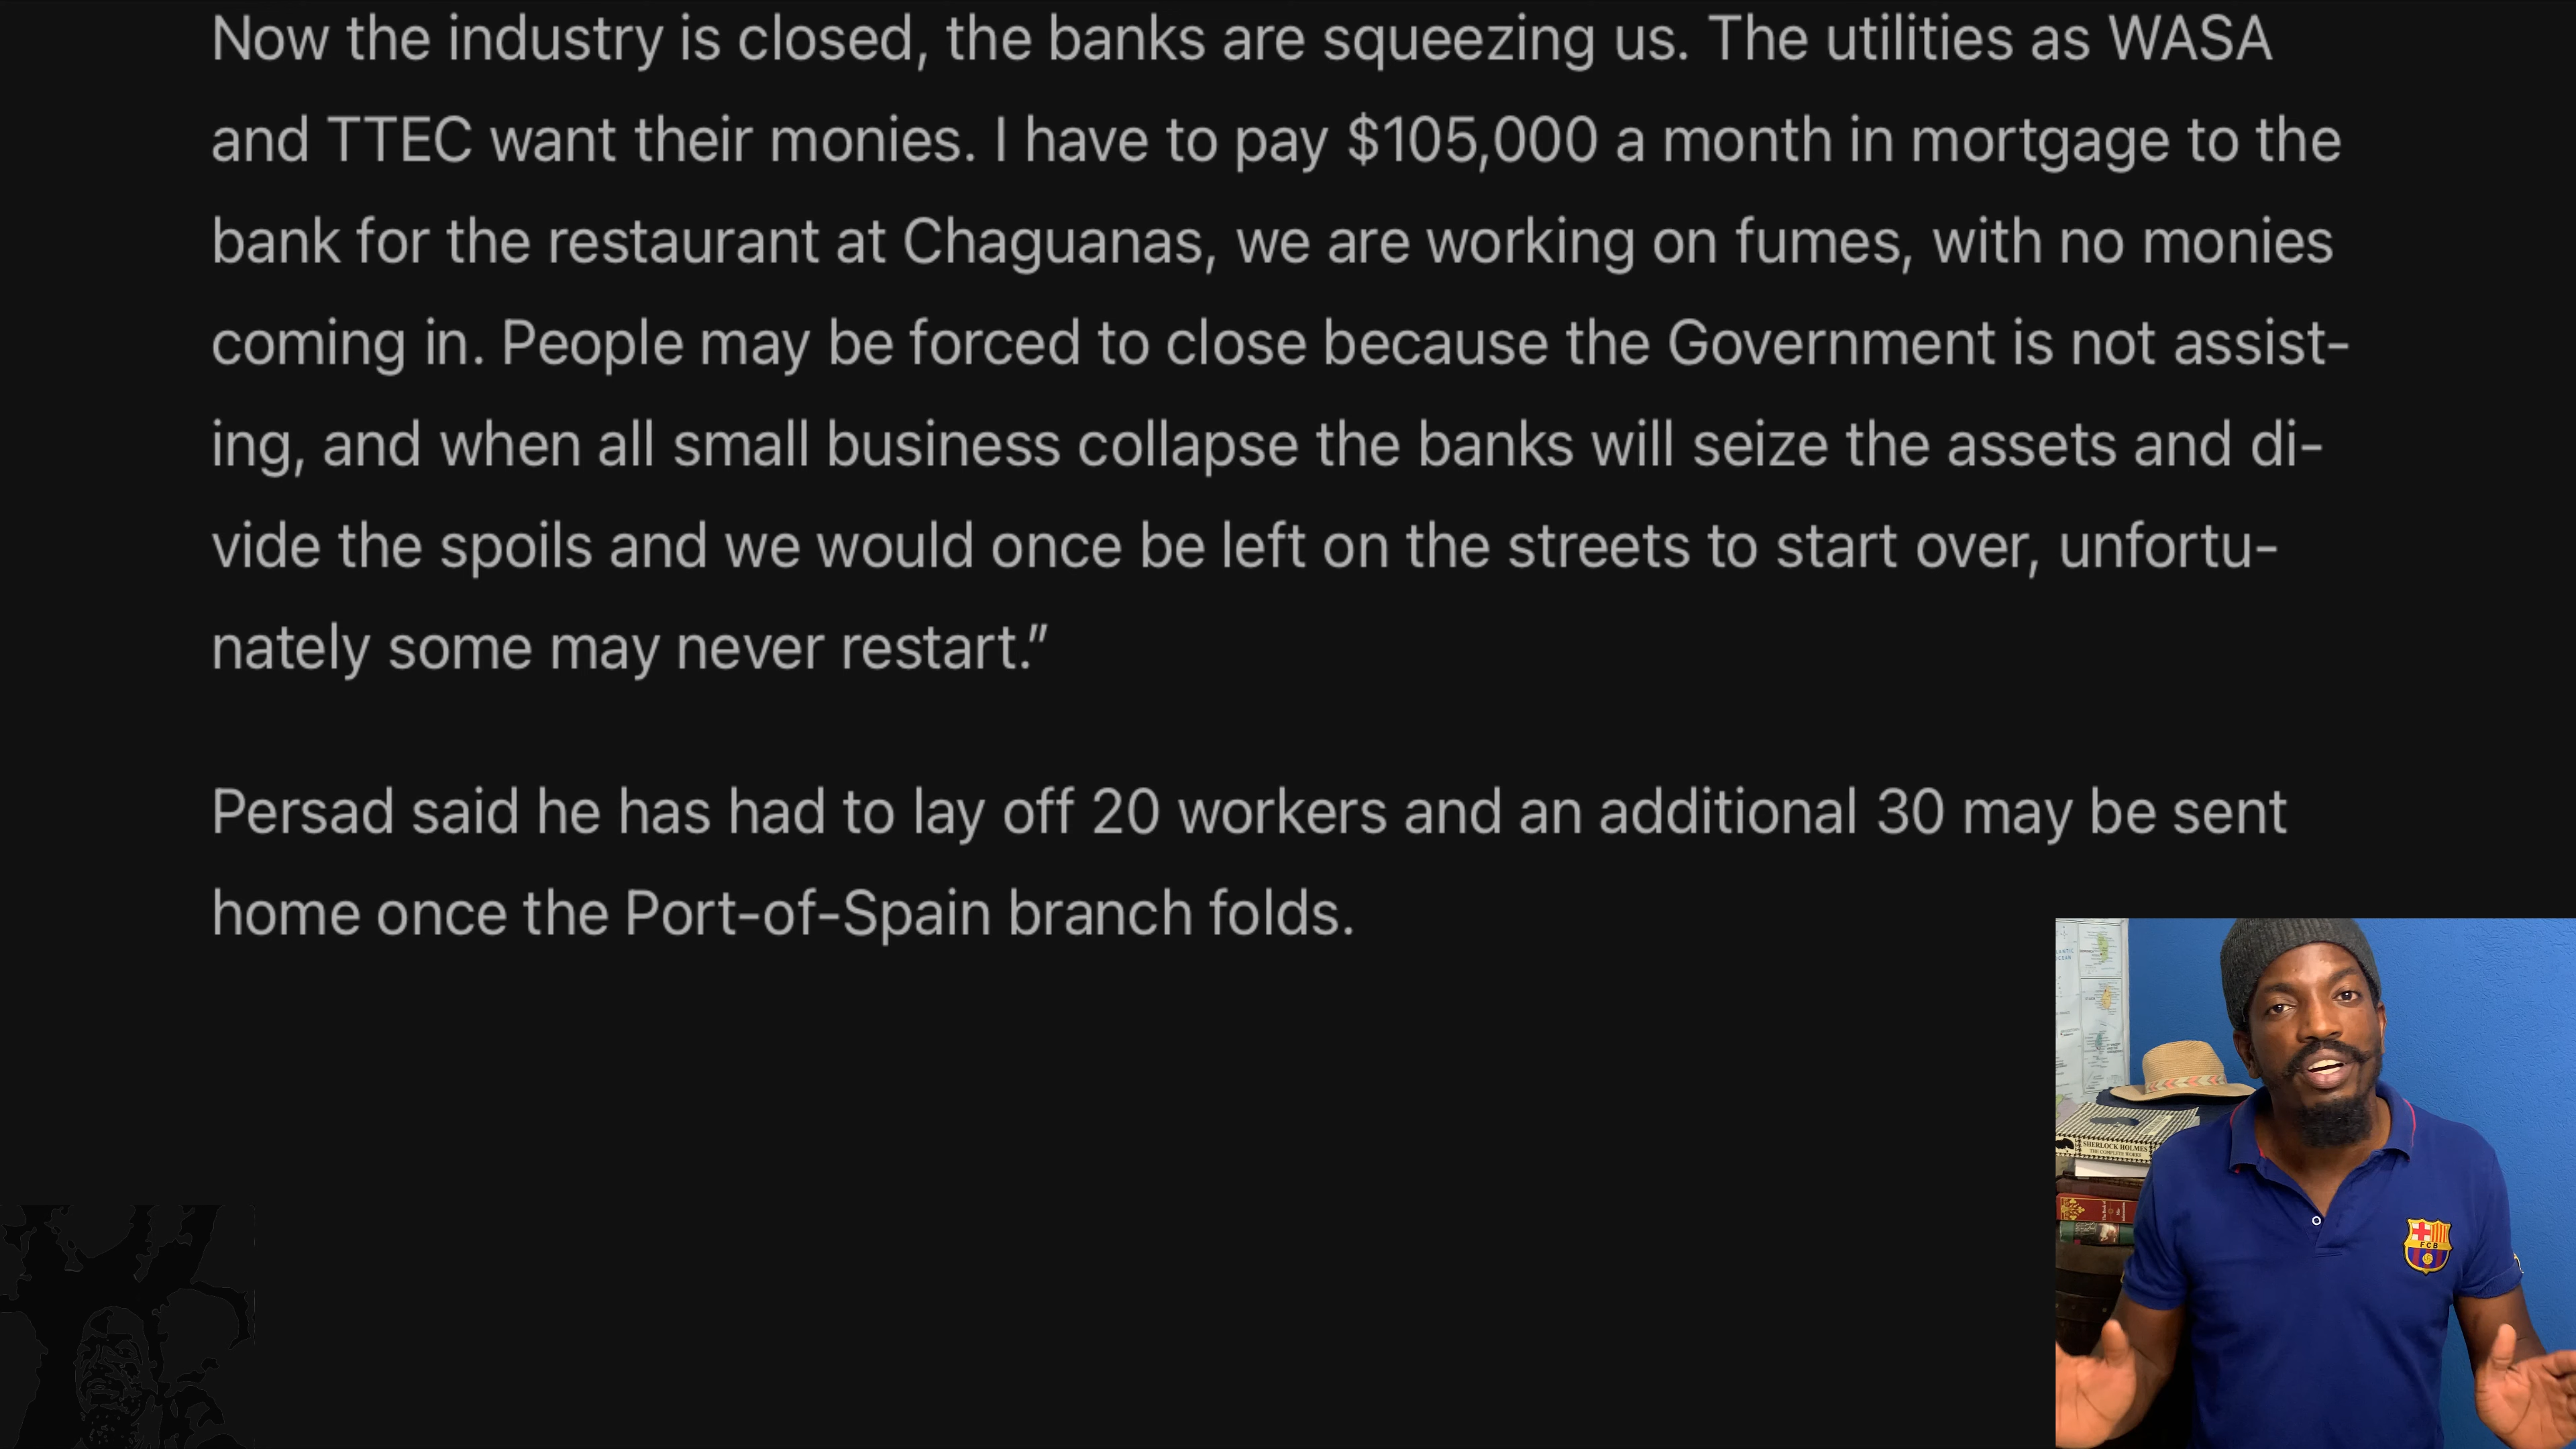 Now the industry is closed, the banks are squeezing us. The utilities as WASA
and TTEC want their monies. I have to pay $105,000 a month in mortgage to the
bank for the restaurant at Chaguanas, we are working on fumes, with no monies
coming in. People may be forced to close because the Government is not assist-
ing, and when all small business collapse the banks will seize the assets and di-
vide the spoils and we would once be left on the streets to start over, unfortu-
nately some may never restart.”
Persad said he has had to lay off 20 workers and an additional 30 may be sent
home once the Port-of-Spain branch folds.
SHERLOCK HOLMES
THE COMPLETE WORKS
FCB